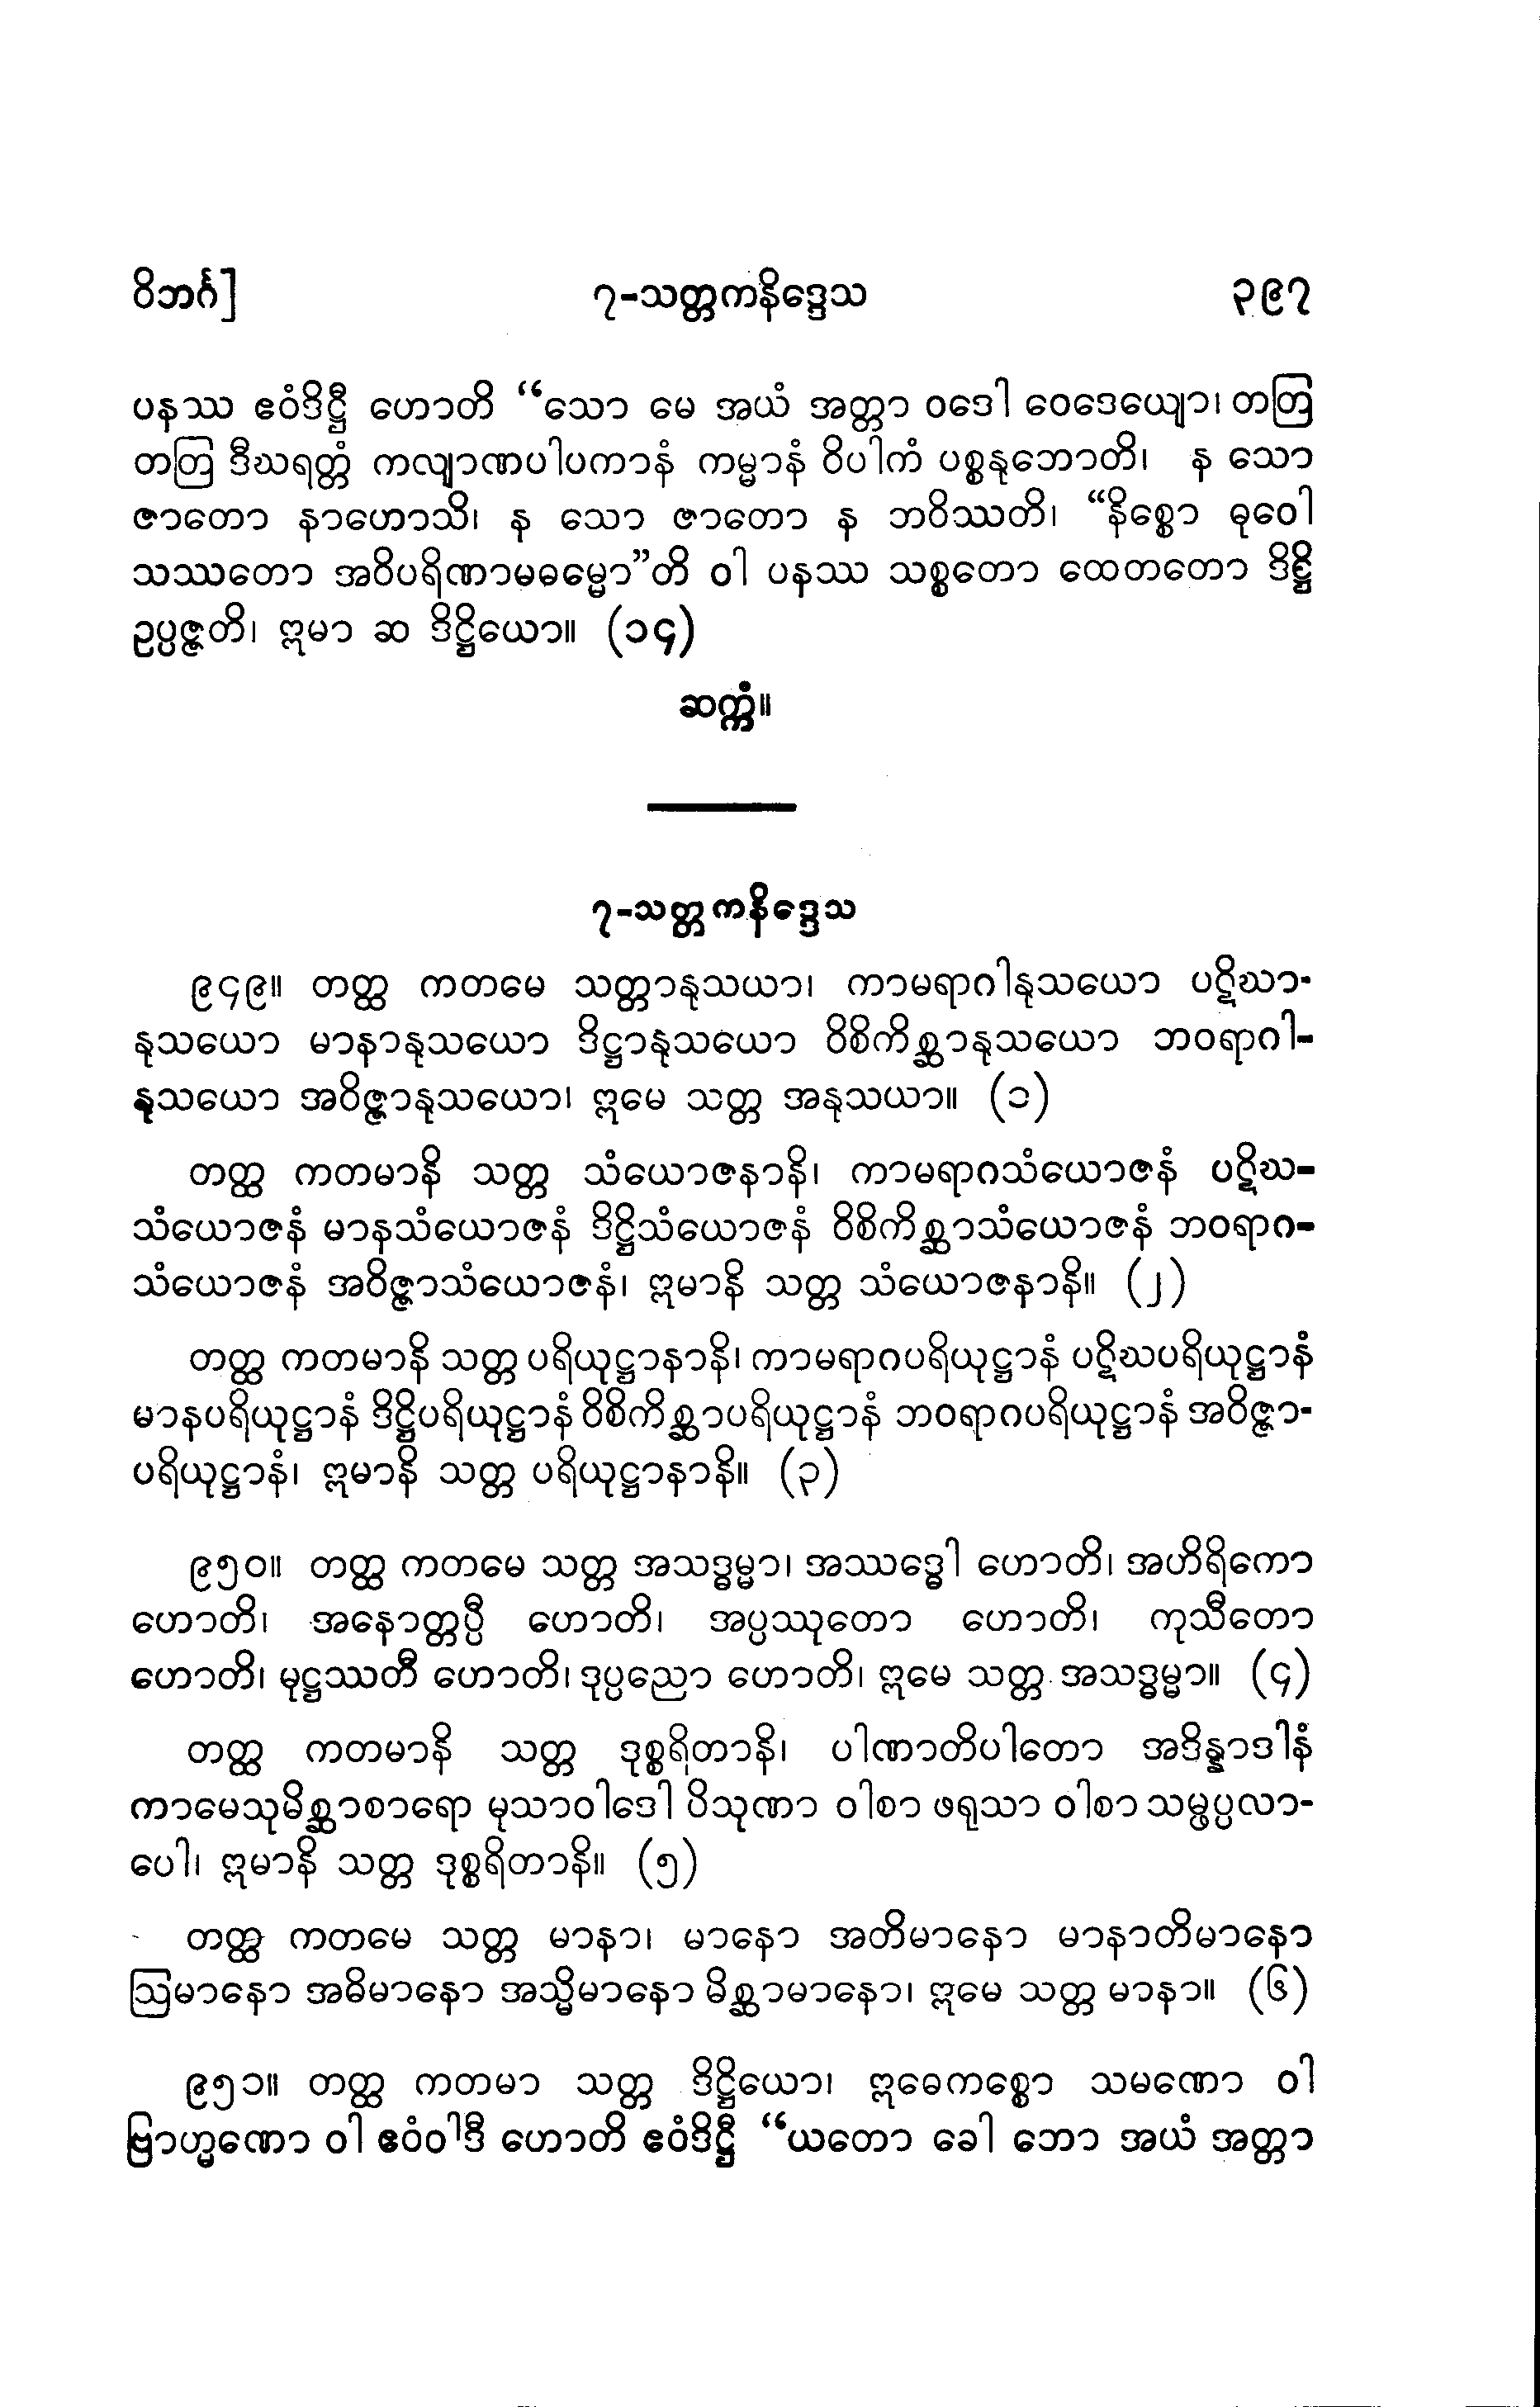 ဝိဘင်္ဂ] ၇-သတ္တကနိဒ္ဒေသ ၃၉၇
ပနဿ ဧဝံဒိဋ္ဌီ ဟောတိ “သော မေ အယံ အတ္တာ ဝဒေါ ဝေဒေယျော၊ တတြ
တတြ ဒီဃရတ္တံ ကလျာဏပါပကာနံ ကမ္မာနံ ဝိပါကံ ပစ္စနုဘောတိ၊ န သော
ဇာတော နာဟောသိ၊ န သော ဇာတော န ဘဝိဿတိ၊ “နိစ္စော ဓုဝေါ
သဿတော အဝိပရိဏာမဓမ္မော”တိ ဝါ ပနဿ သစ္စတော ထေတတော ဒိဋ္ဌိ
ဥပ္ပဇ္ဇတိ၊ ဣမာ ဆ ဒိဋ္ဌိယော။ (၁၄)
ဆက္ကံ။
၇-သတ္တကနိဒ္ဒေသ
၉၄၉။ တတ္ထ ကတမေ သတ္တာနုသယာ၊ ကာမရာဂါနုသယော ပဋိဃာ-
နုသယော မာနာနုသယော ဒိဋ္ဌာနုသယော ဝိစိကိစ္ဆာနုသယော ဘဝရာဂါ-
နုသယော အဝိဇ္ဇာနုသယော၊ ဣမေ သတ္တ အနုသယာ။ (၁)
တတ္ထ ကတမာနိ သတ္တ သံယောဇနာနိ၊ ကာမရာဂသံယောဇနံ ပဋိဃ-
သံယောဇနံ မာနသံယောဇနံ ဒိဋ္ဌိသံယောဇနံ ဝိစိကိစ္ဆာသံယောဇနံ ဘဝရာဂ-
သံယောဇနံ အဝိဇ္ဇာသံယောဇနံ၊ ဣမာနိ သတ္တ သံယောဇနာနိ။ (၂)
တတ္ထ ကတမာနိ သတ္တ ပရိယုဋ္ဌာနာနိ၊ ကာမရာဂပရိယုဋ္ဌာနံ ပဋိဃပရိယုဋ္ဌာနံ
မာနပရိယုဋ္ဌာနံ ဒိဋ္ဌိပရိယုဋ္ဌာနံ ဝိစိကိစ္ဆာပရိယုဋ္ဌာနံ ဘဝရာဂပရိယုဋ္ဌာနံ အဝိဇ္ဇာ-
ပရိယုဋ္ဌာနံ၊ ဣမာနိ သတ္တ ပရိယုဋ္ဌာနာနိ။ (၃)
၉၅၀။ တတ္ထ ကတမေ သတ္တ အသဒ္ဓမ္မာ၊ အဿဒ္ဓေါ ဟောတိ၊ အဟိရိကော
ဟောတိ၊ အနောတ္တပ္ပီ ဟောတိ၊ အပ္ပဿုတော ဟောတိ၊ ကုသီတော
ဟောတိ၊ မုဋ္ဌဿတီ ဟောတိ၊ ဒုပ္ပညော ဟောတိ၊ ဣမေ သတ္တ အသဒ္ဓမ္မာ။ (၄)
တတ္ထ ကတမာနိ သတ္တ ဒုစ္စရိတာနိ၊ ပါဏာတိပါတော အဒိန္နာဒါနံ
ကာမေသုမိစ္ဆာစာရော မုသာဝါဒေါ ပိသုဏာ ဝါစာ ဖရုသာ ဝါစာ သမ္ဖပ္ပလာ-
ပေါ၊ ဣမာနိ သတ္တ ဒုစ္စရိတာနိ။ (၅)
တတ္ထ ကတမေ သတ္တ မာနာ၊ မာနော အတိမာနော မာနာတိမာနော
ဩမာနော အဓိမာနော အသ္မိမာနော မိစ္ဆာမာနော၊ ဣမေ သတ္တ မာနာ။ (၆)
၉၅၁။ တတ္ထ ကတမာ သတ္တ ဒိဋ္ဌိယော၊ ဣဓေကစ္စော သမဏော ဝါ
ဗြာဟ္မဏော ဝါ ဧဝံဝါဒီ ဟောတိ ဧဝံဒိဋ္ဌီ “ယတော ခေါ ဘော အယံ အတ္တာ